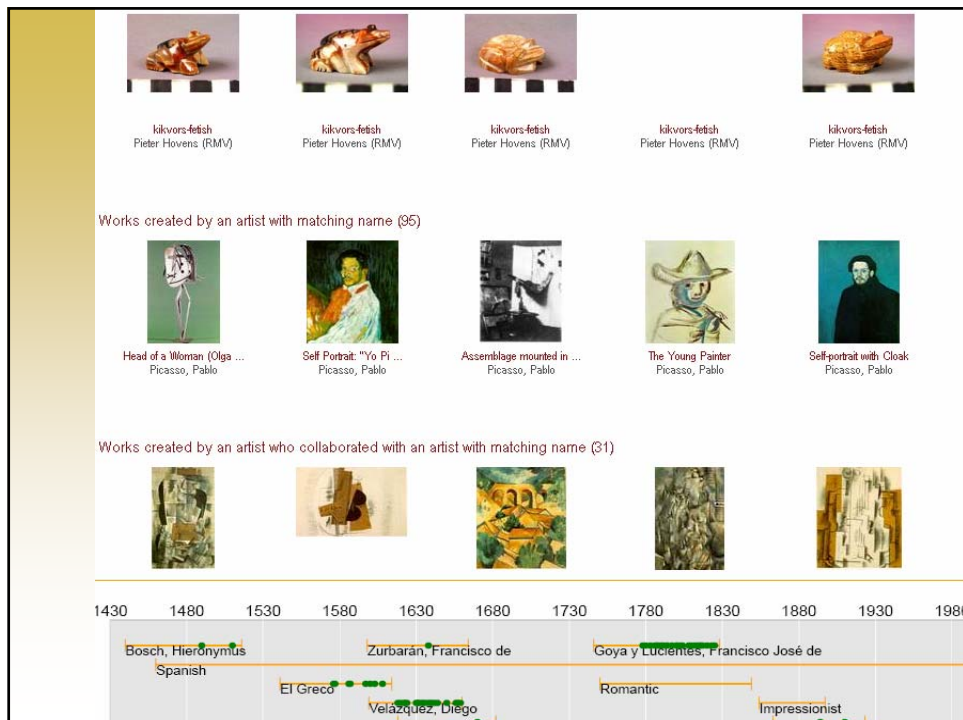 kikvors-fetish kikvors-fetish kikvors-fetish kikvors-fetish kikvors-fetish
Pieter Hovens (RMV) Pieter Hovens (RMV) Pieter Hovens (RMV) Pieter Hovens (RMV) Pieter Hovens (RMV)
Works created by an artist with matching name (95)
Head of a Woman (Olga ... Self Portrait: "Yo Pi ... Assemblage mounted in ... The Young Painter Self-portrait with Cloak
Picasso, Pablo Picasso, Pablo Picasso, Pablo Picasso, Pablo Picasso, Pablo
Works created by an artist who collaborated with an artist with matching name (31)
1430 1480 1530 1580 1630 1680 1730 1780 1830 1880 1930 198
Bosch, Hieronymus Zurbarán, Francisco de Goya y Lucientes, Francisco José de
Spanish
El Greco Romantic
Velázquez, Diego Impressionist